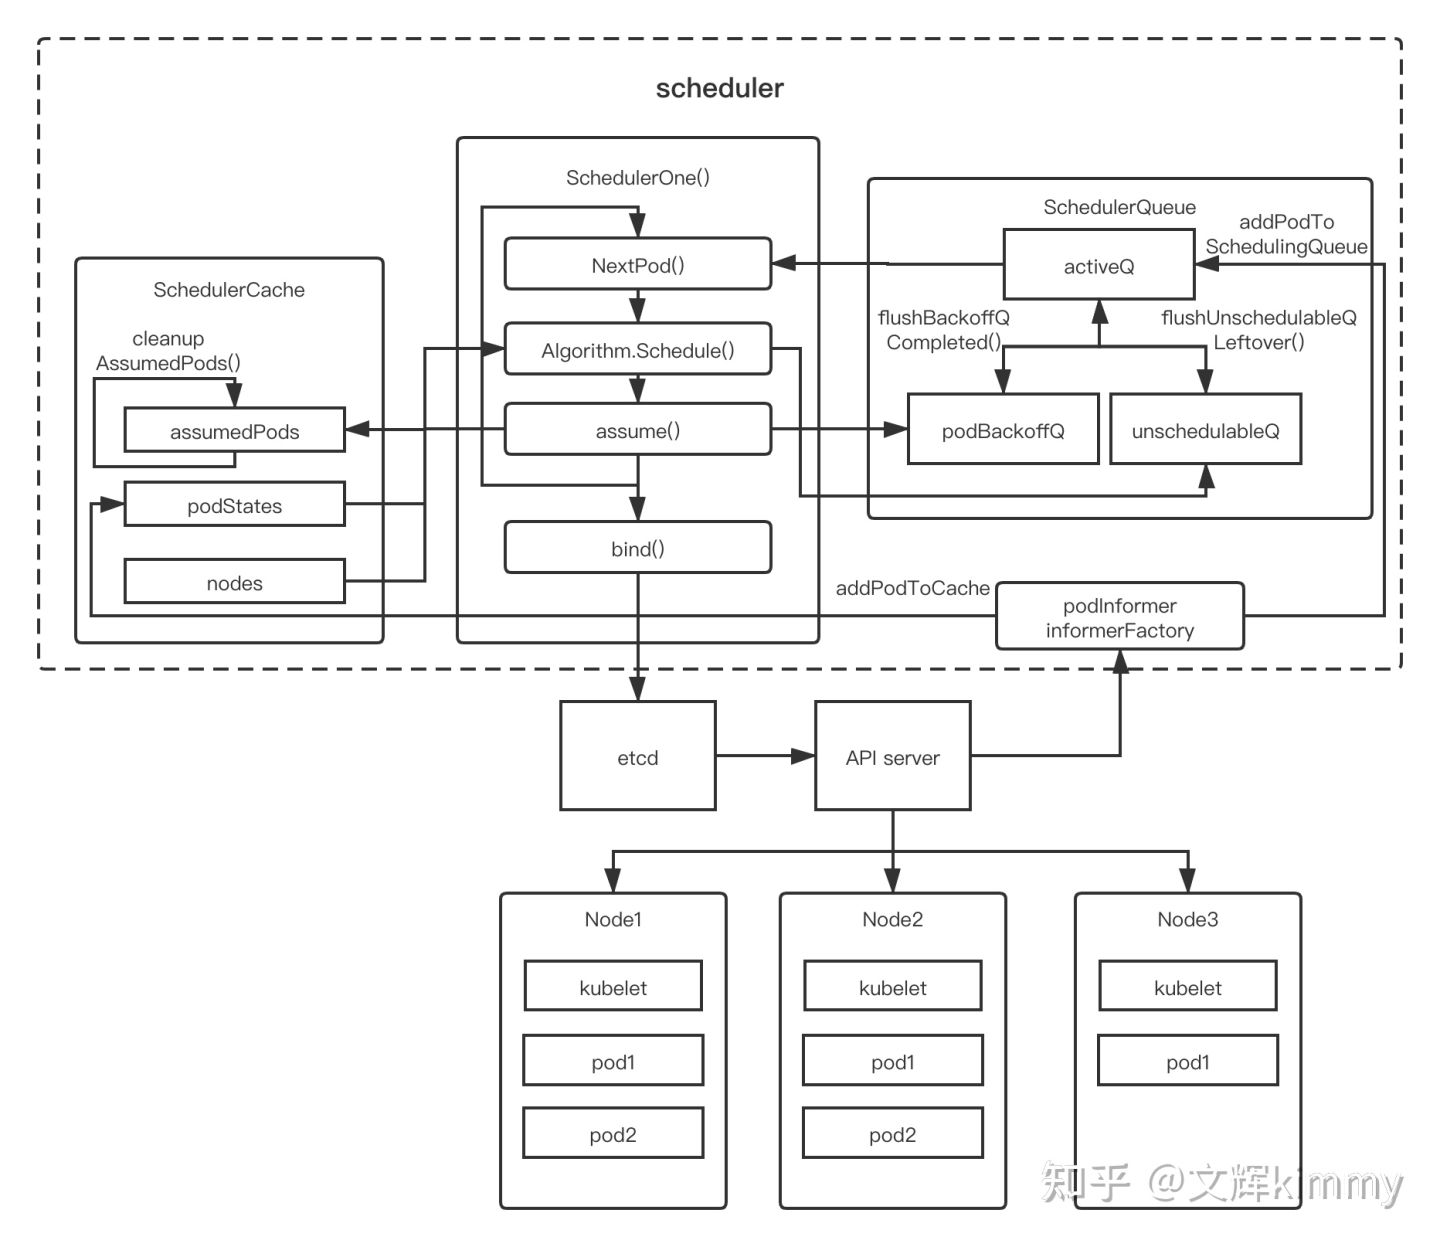 scheduler
SchedulerOne()
NextPod()
Algorithm.Schedule()
assume()
bind()
SchedulerCache
cleanup
AssumedPods()
assumedPods
podStates
nodes
SchedulerQueue
addPodTo
SchedulingQueue
activeQ
flushBackoffQ
Completed()
flushUnschedulableQ
Leftover()
podBackoffQ
unschedulableQ
addPodToCache
podInformer
informerFactory
etcd
API server
Node1
kubelet
pod1
pod2
Node2
kubelet
pod1
pod2
Node3
kubelet
pod1
知乎 @文辉kimmy